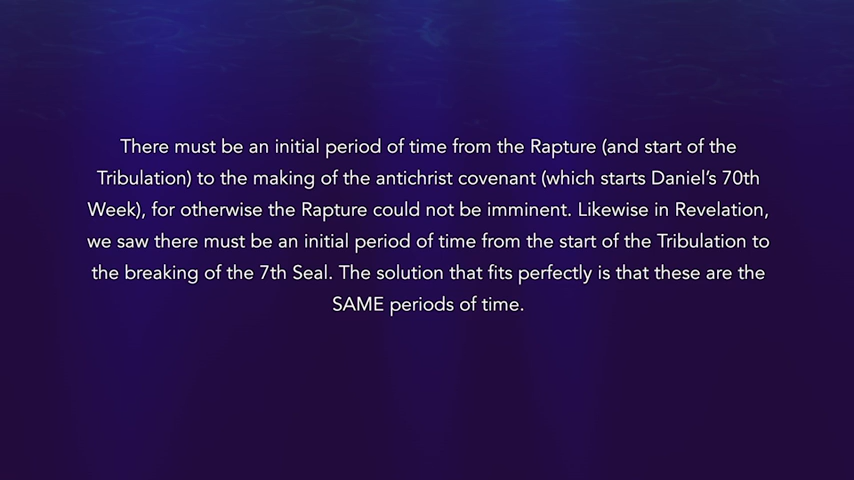 There must be an initial period of time from the Rapture (and start of the
Tribulation) to the making of the antichrist covenant (which starts Daniel’s 70th
Week), for otherwise the Rapture could not be imminent. Likewise in Revelation,
we saw there must be an initial period of time from the start of the Tribulation to
the breaking of the 7th Seal. The solution that fits perfectly is that these are the
SAME periods of time.